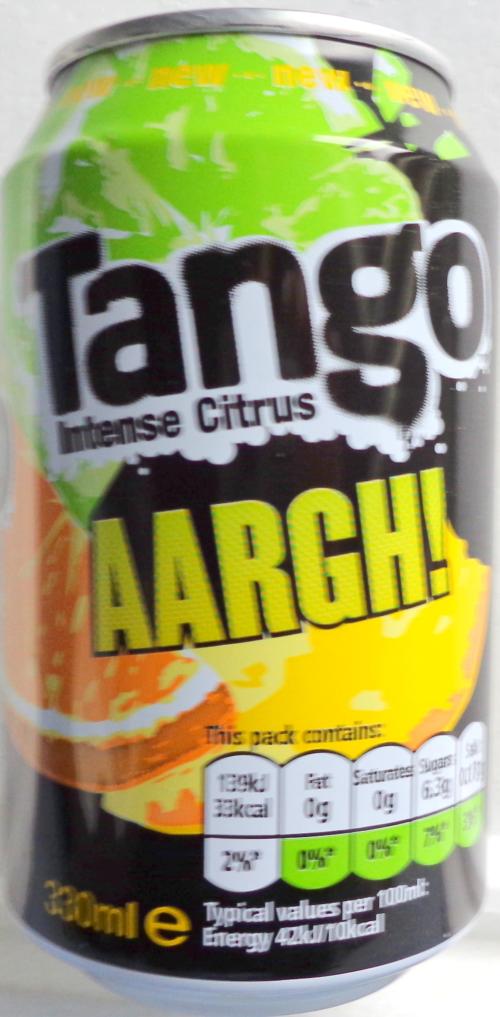 new - new - new - new -
Tango
Intense Citrus
AARGH!
This pack contains:
139kJ Fat Saturates Sugars Salt
33kcal 0g 0g 6.3g
2%* 0%* 0%* 7%*
330ml e
Typical values per 100ml:
Energy 42kJ/10kcal